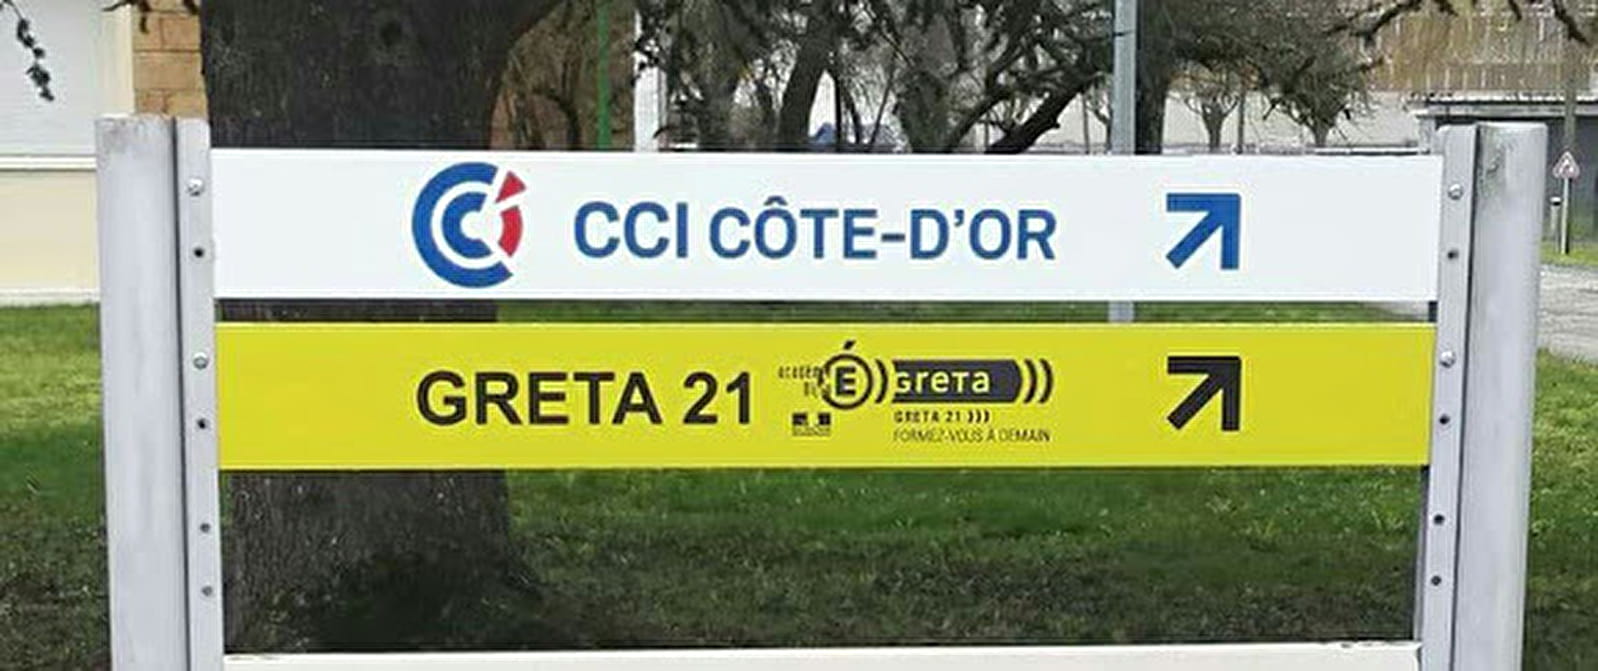 CCI CÔTE-D'OR
GRETA 21
É
greta
GRETA 21
FORMEZ-VOUS À DEMAIN